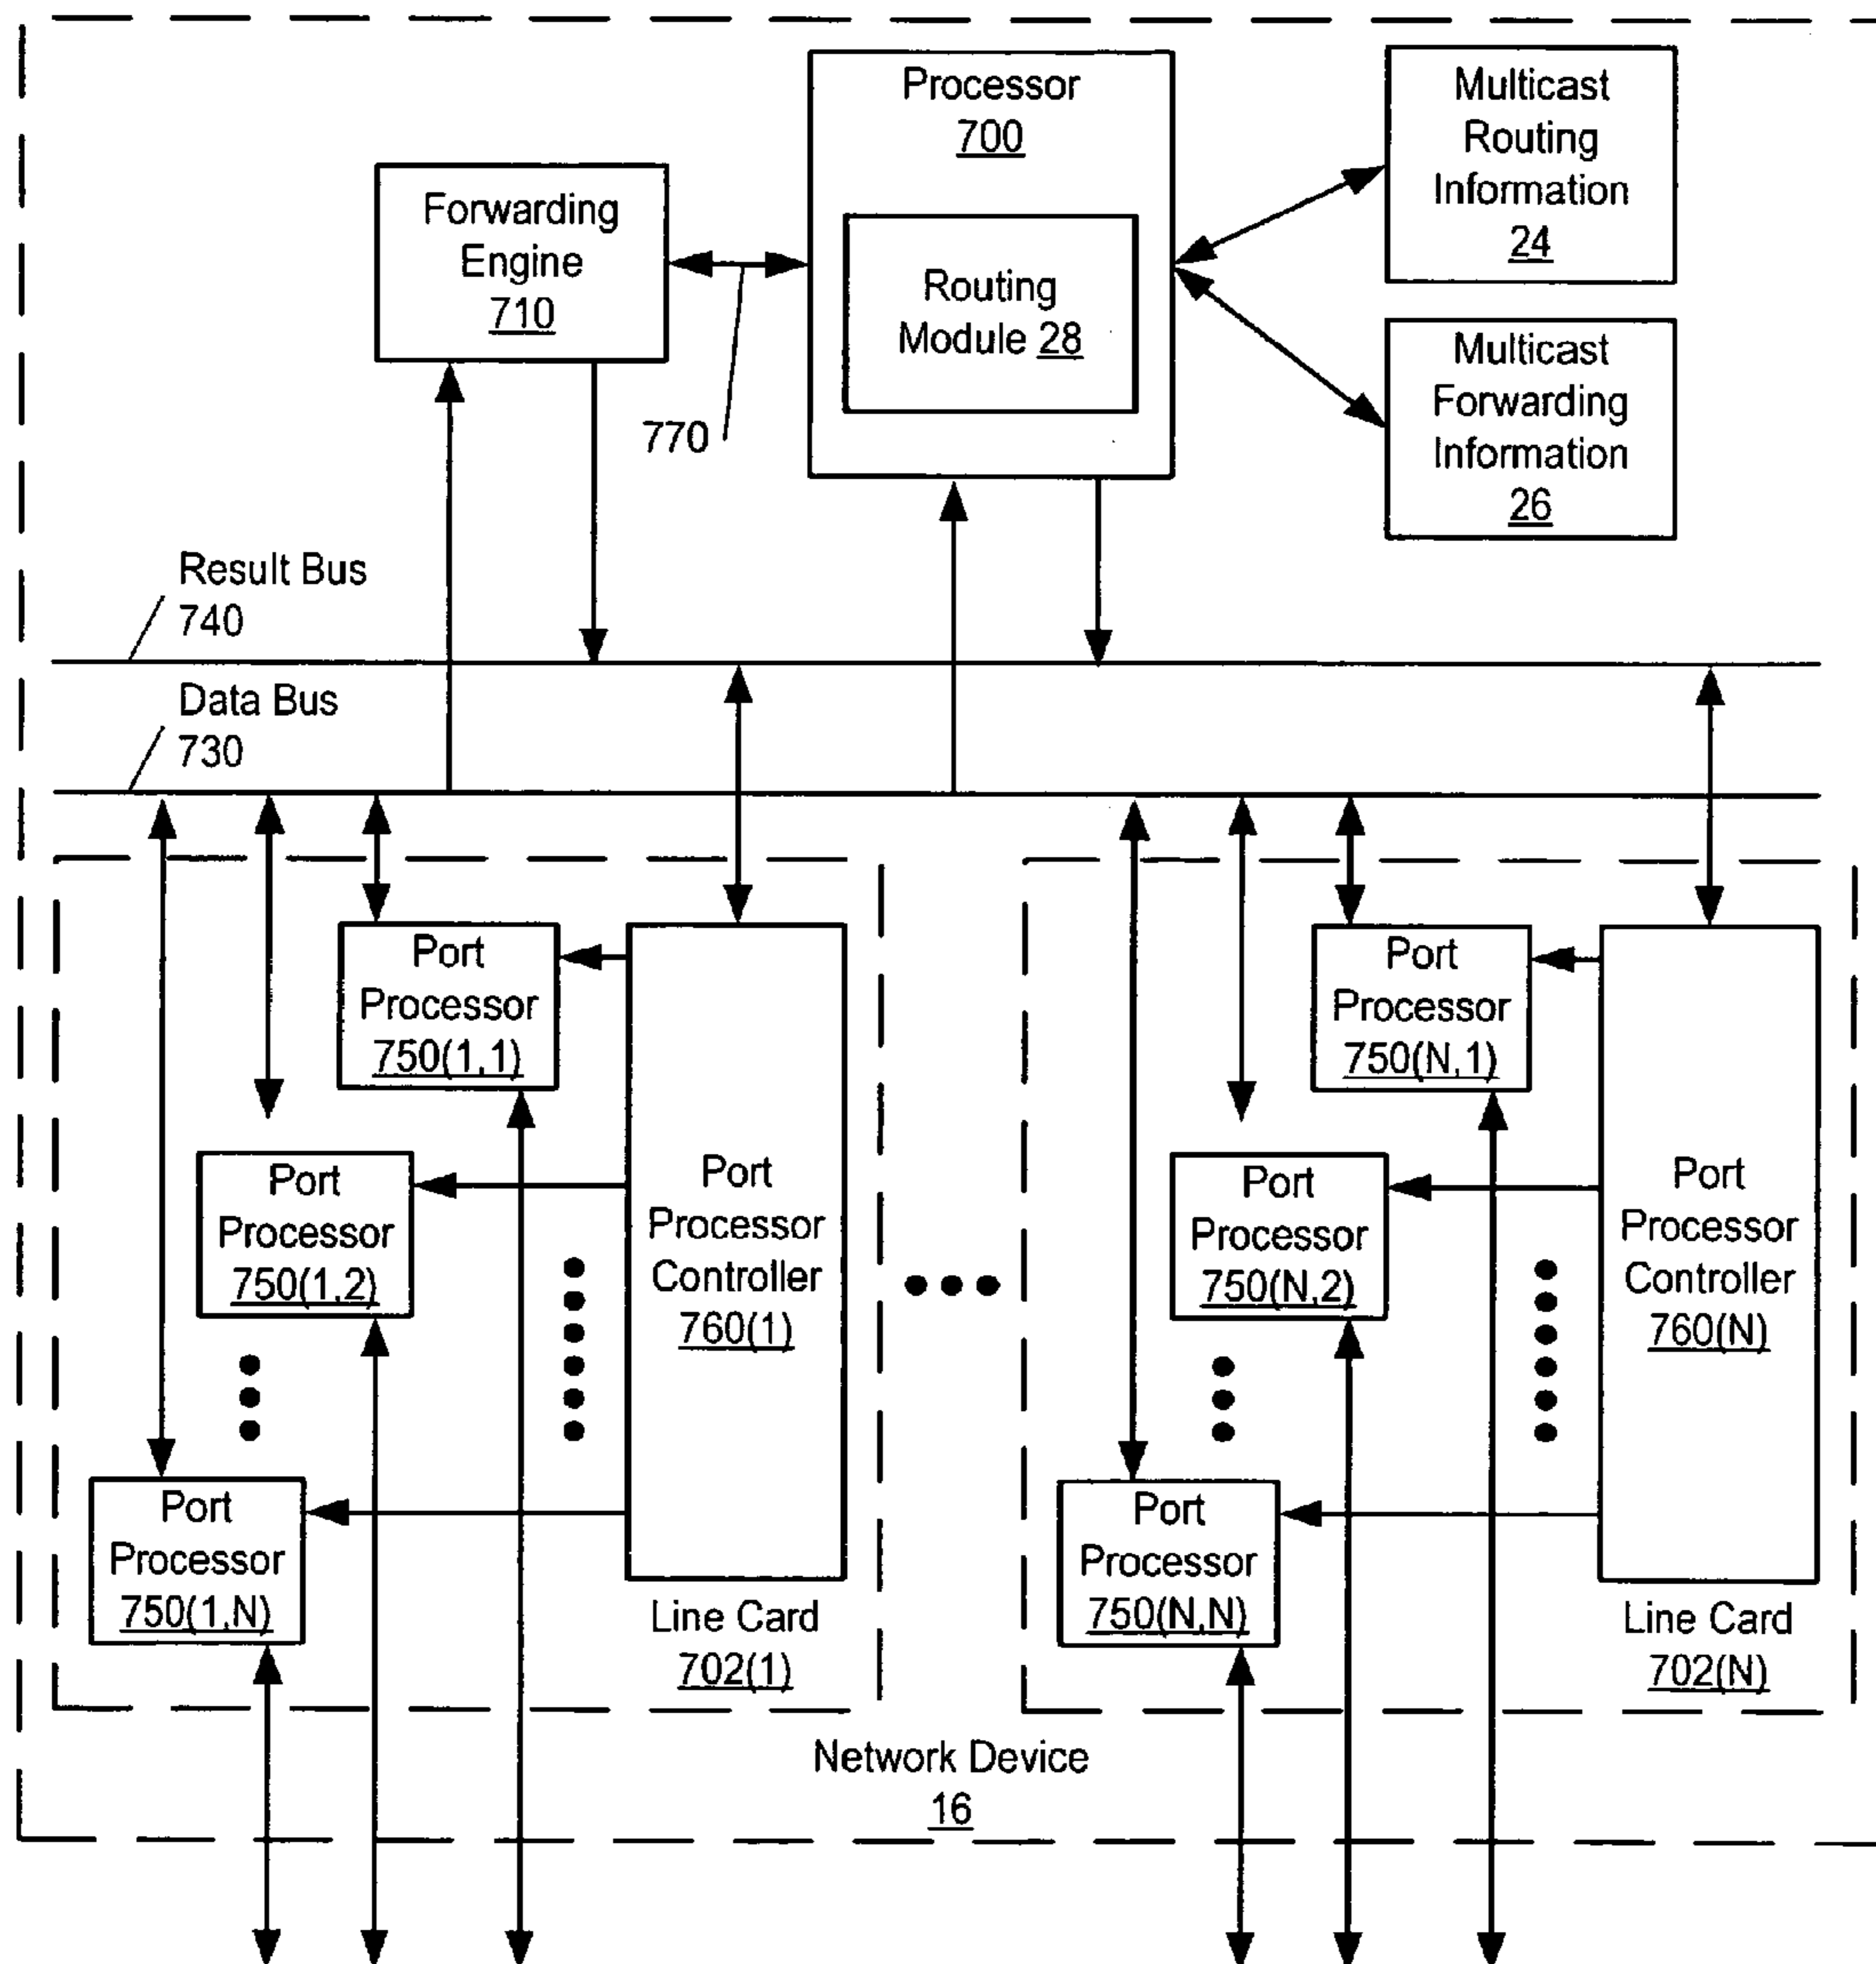 Processor
700
Routing
Module 28
Multicast
Routing
Information
24
Forwarding
Engine
710
770
Multicast
Forwarding
Information
26
Result Bus
740
Data Bus
730
Port
Processor
750(1,1)
Port
Processor
750(1,2)
Port
Processor
750(1,N)
Port
Processor
Controller
760(1)
Line Card
702(1)
Port
Processor
750(N,1)
Port
Processor
750(N,2)
Port
Processor
750(N,N)
Port
Processor
Controller
760(N)
Line Card
702(N)
Network Device
16